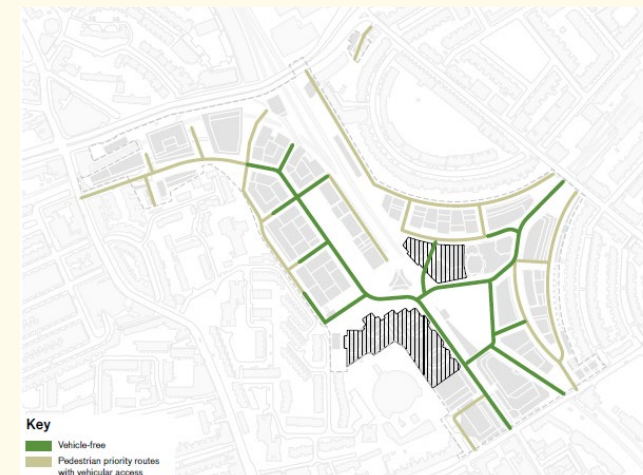 Key
Vehicle-free
Pedestrian priority routes
with vehicular access